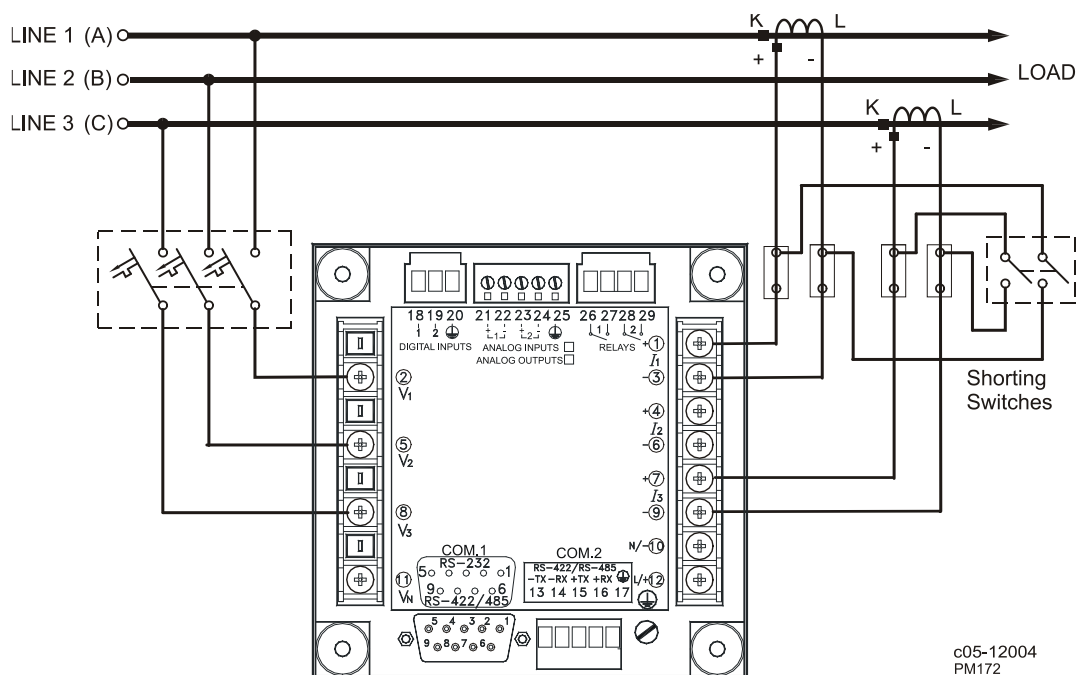 K L
LINE 1 (A)
+ -
LINE 2 (B)
LOAD
K L
LINE 3 (C)
+ -
18 19 20 21 22 23 24 25 26 27 28 29
1 2 1 2 1 2
DIGITAL INPUTS ANALOG INPUTS RELAYS
ANALOG OUTPUTS
+1
I1
-3
2
V1
Shorting
Switches
+4
I2
-6
5
V2
+7
I3
-9
8
V3
COM.1 COM.2
N/-10
RS-232
5 1
9 6
RS-422/485
RS-422/RS-485
-TX -RX +TX +RX
13 14 15 16 17
L/+12
11
VN
5 4 3 2 1
9 8 7 6
c05-12004
PM172